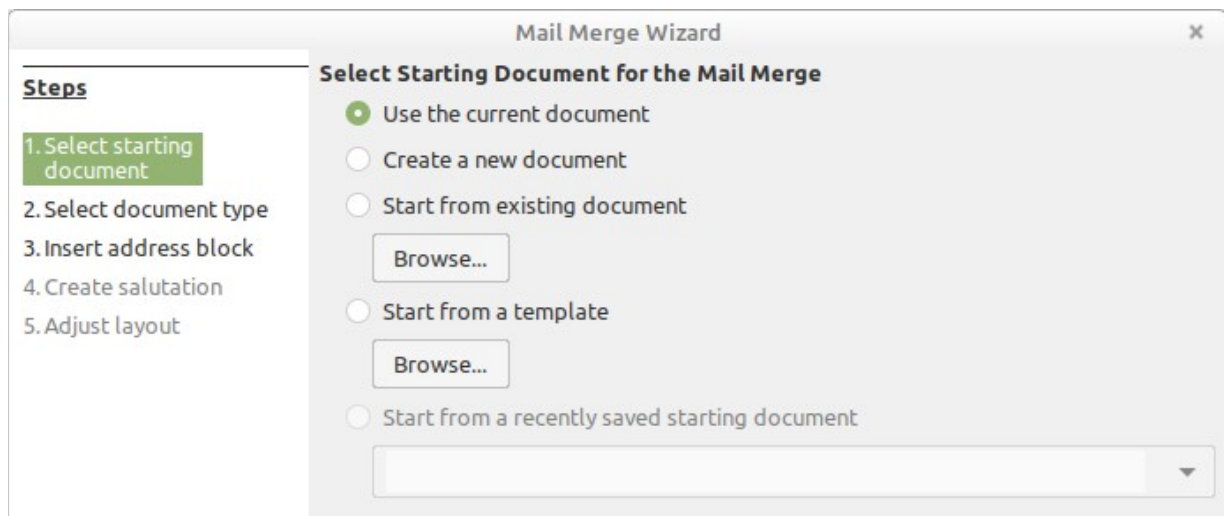 Mail Merge Wizard
Steps
1. Select starting
document
2. Select document type
3. Insert address block
4. Create salutation
5. Adjust layout
Select Starting Document for the Mail Merge
Use the current document
Create a new document
Start from existing document
Browse...
Start from a template
Browse...
Start from a recently saved starting document